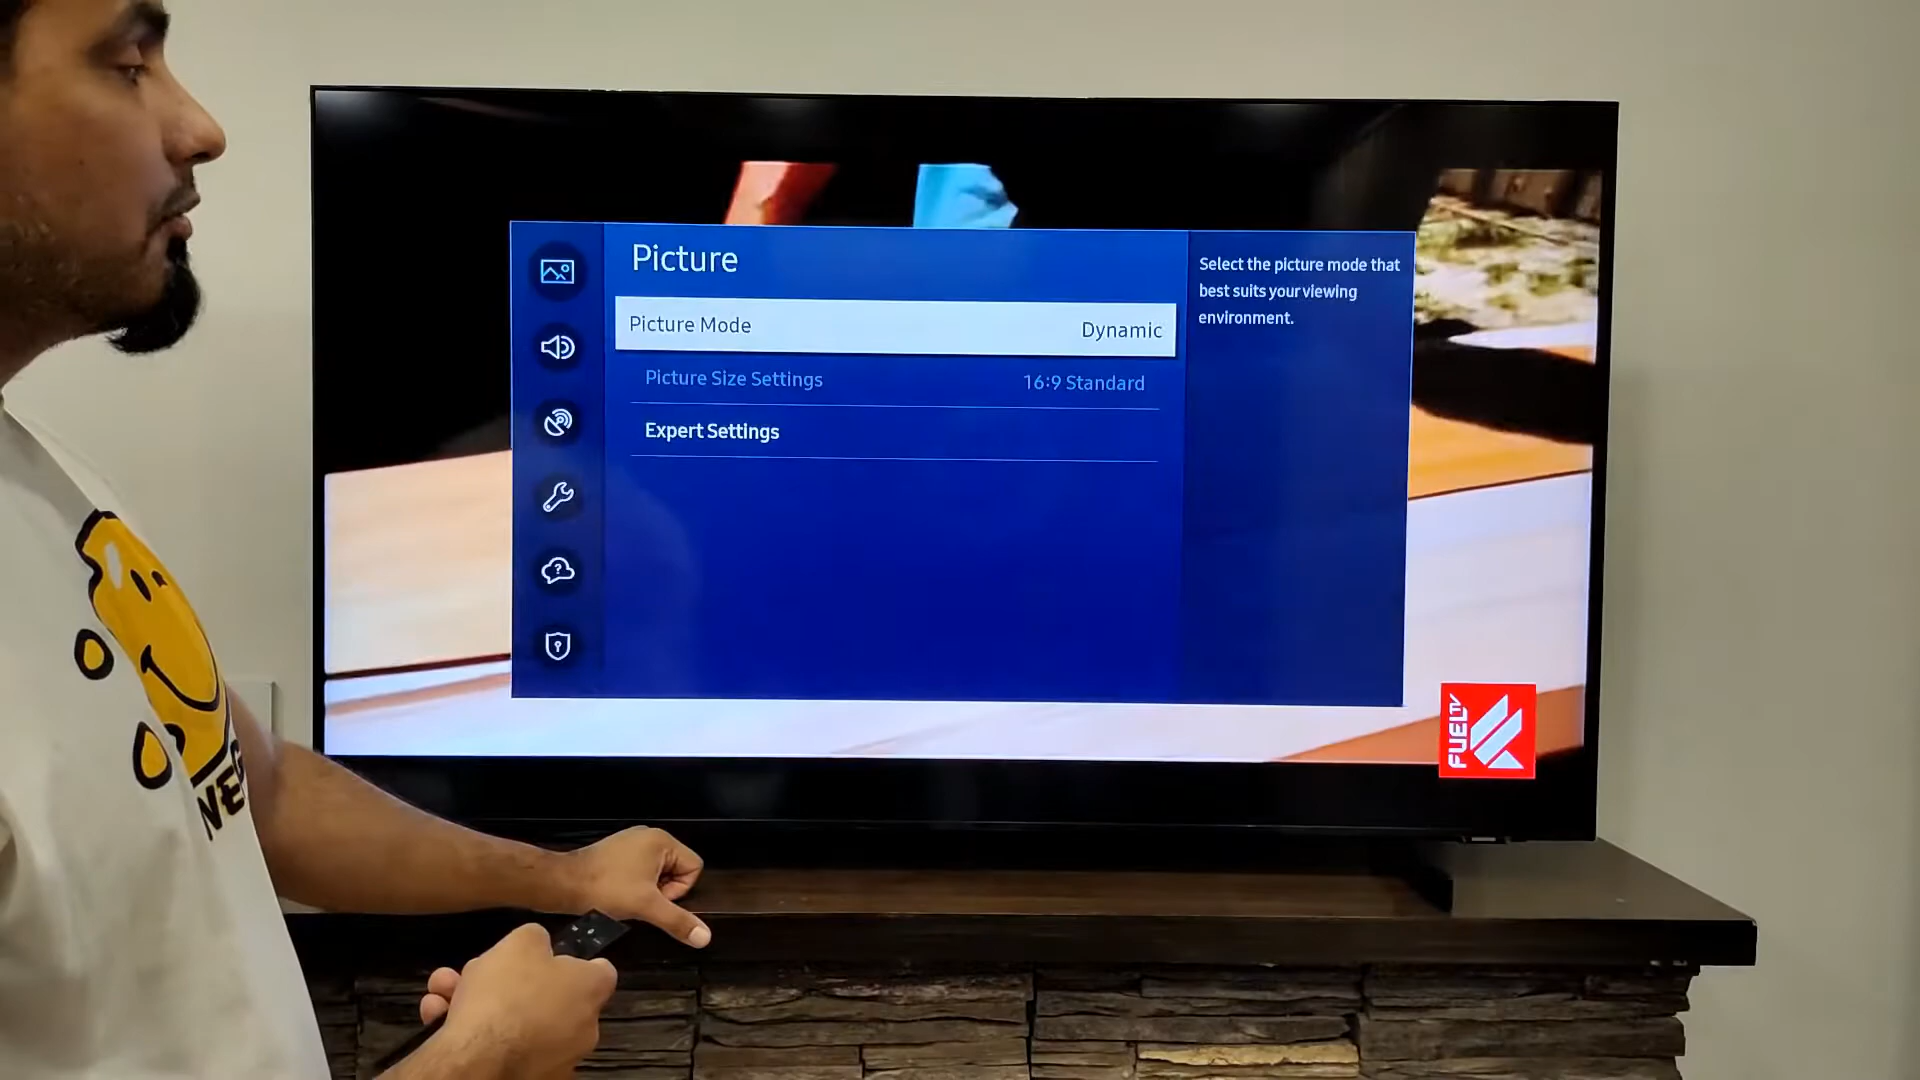 Picture
Picture Mode Dynamic
Picture Size Settings 16:9 Standard
Expert Settings
Select the picture mode that
best suits your viewing
environment.
FUEL TV
NEG